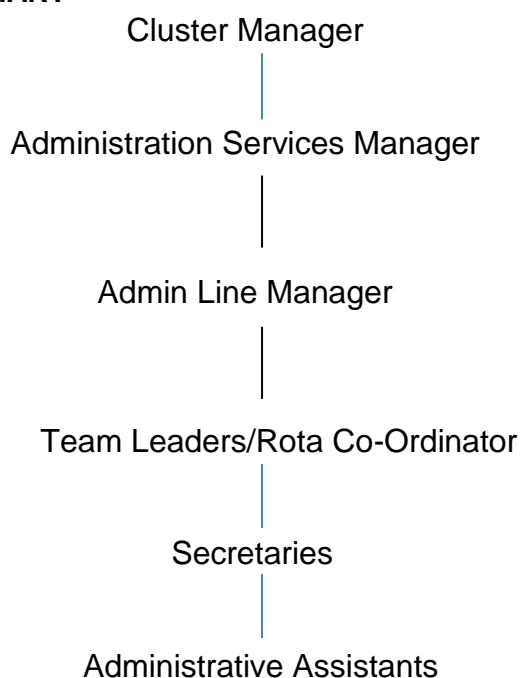 Cluster Manager
Administration Services Manager
Admin Line Manager
Team Leaders/Rota Co-Ordinator
Secretaries
Administrative Assistants